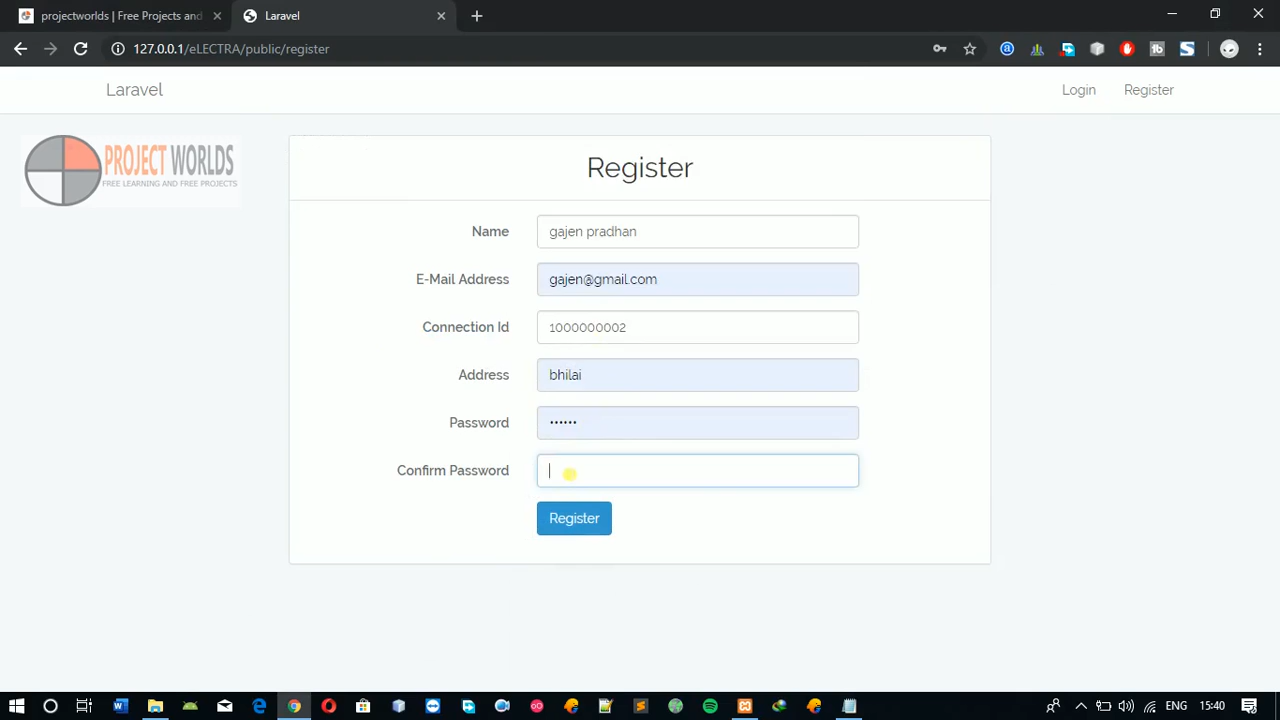 projectworlds | Free Projects and
Laravel
127.0.0.1/eLECTRA/public/register
Laravel
Login
Register
PROJECT WORLDS
FREE LEARNING AND FREE PROJECTS
Register
Name
gajen pradhan
E-Mail Address
gajen@gmail.com
Connection Id
1000000002
Address
bhilai
Password
••••••
Confirm Password
Register
ENG
15:40